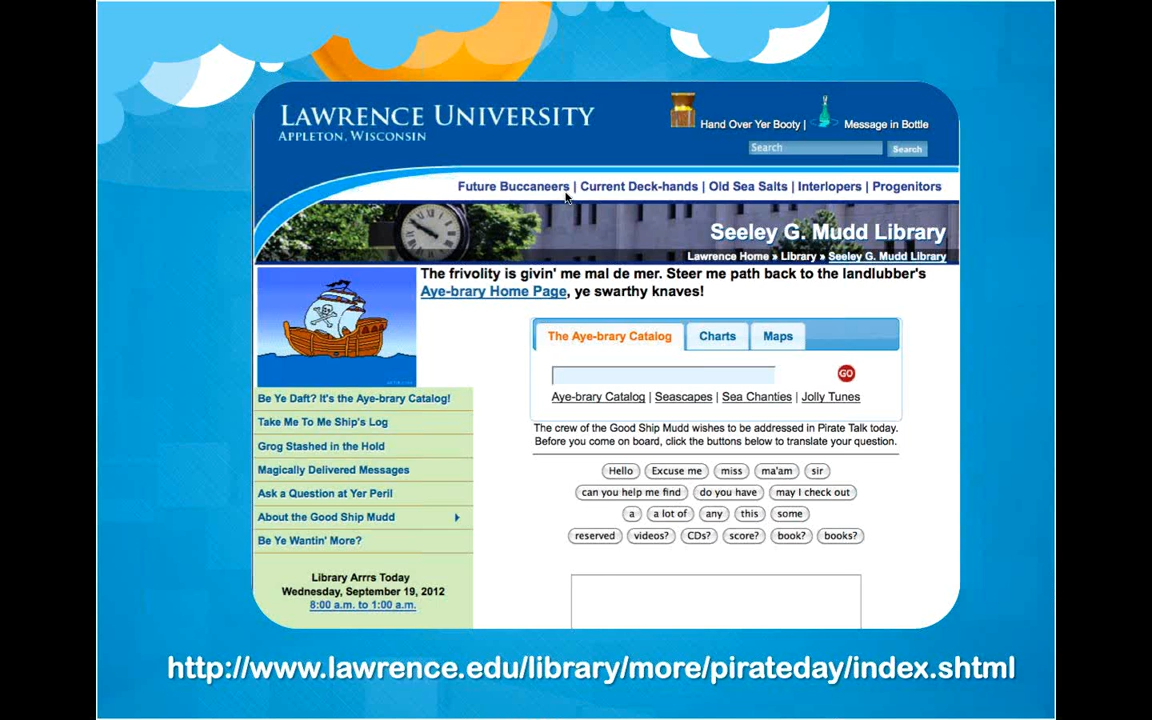 LAWRENCE UNIVERSITY
APPLETON, WISCONSIN
Hand Over Yer Booty | Message in Bottle
Search Search
Future Buccaneers | Current Deck-hands | Old Sea Salts | Interlopers | Progenitors
Seeley G. Mudd Library
Lawrence Home » Library » Seeley G. Mudd Library
The frivolity is givin' me mal de mer. Steer me path back to the landlubber's
Aye-brary Home Page, ye swarthy knaves!
The Aye-brary Catalog Charts Maps
GO
Aye-brary Catalog | Seascapes | Sea Chanties | Jolly Tunes
The crew of the Good Ship Mudd wishes to be addressed in Pirate Talk today.
Before you come on board, click the buttons below to translate your question.
Hello Excuse me miss ma'am sir
can you help me find do you have may I check out
a a lot of any this some
reserved videos? CDs? score? book? books?
Be Ye Daft? It's the Aye-brary Catalog!
Take Me To Me Ship's Log
Grog Stashed in the Hold
Magically Delivered Messages
Ask a Question at Yer Peril
About the Good Ship Mudd
Be Ye Wantin' More?
Library Arrrs Today
Wednesday, September 19, 2012
8:00 a.m. to 1:00 a.m.
http://www.lawrence.edu/library/more/pirateday/index.shtml